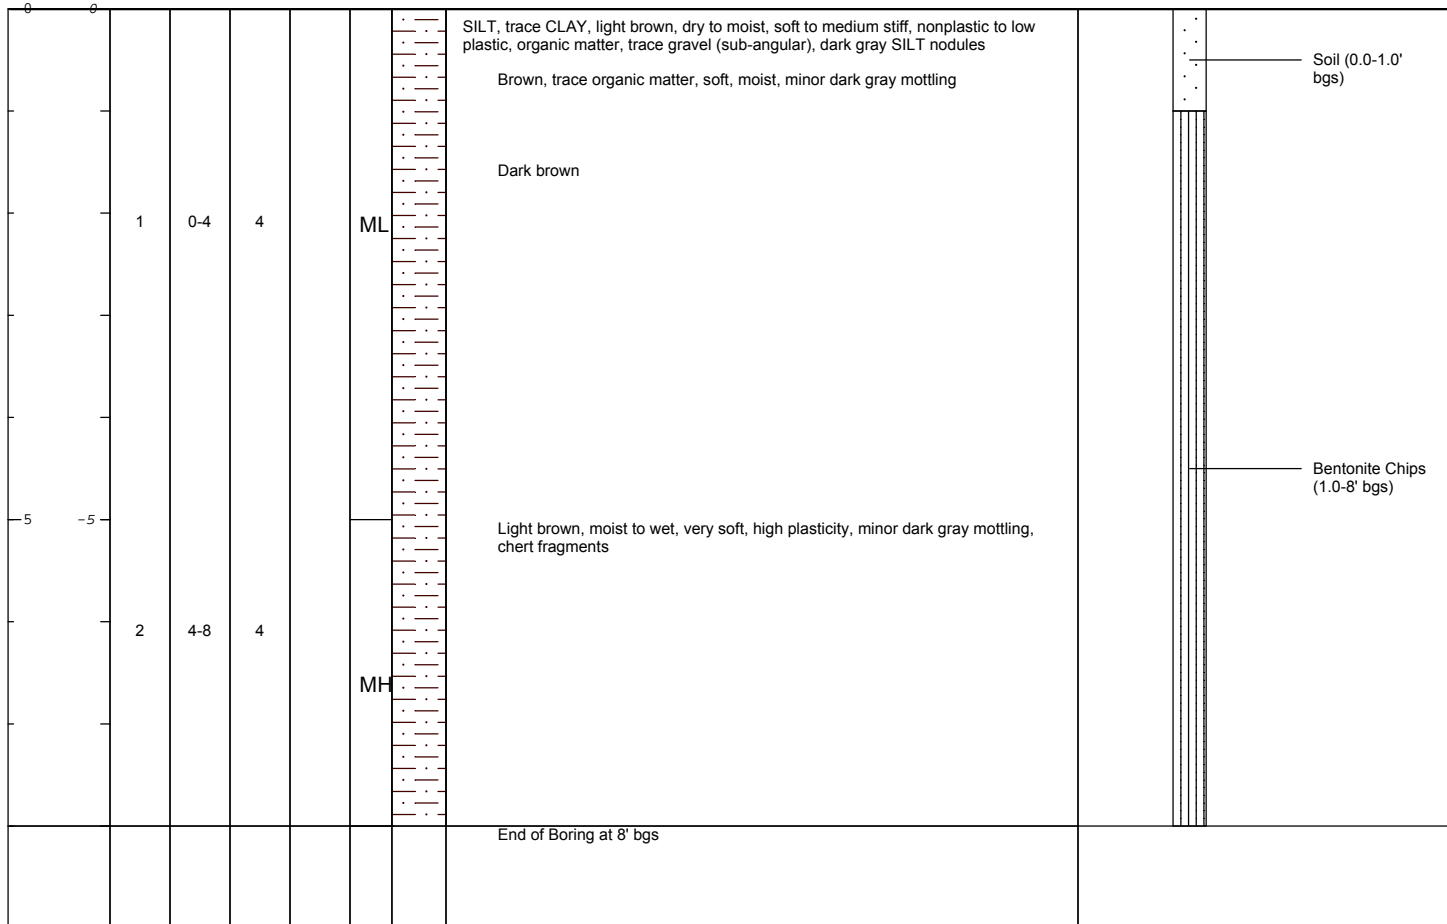 0 0
SILT, trace CLAY, light brown, dry to moist, soft to medium stiff, nonplastic to low
plastic, organic matter, trace gravel (sub-angular), dark gray SILT nodules
Soil (0.0-1.0'
bgs)
Brown, trace organic matter, soft, moist, minor dark gray mottling
Dark brown
1 0-4 4 ML
Bentonite Chips
(1.0-8' bgs)
5 -5
Light brown, moist to wet, very soft, high plasticity, minor dark gray mottling,
chert fragments
2 4-8 4
MH
End of Boring at 8' bgs